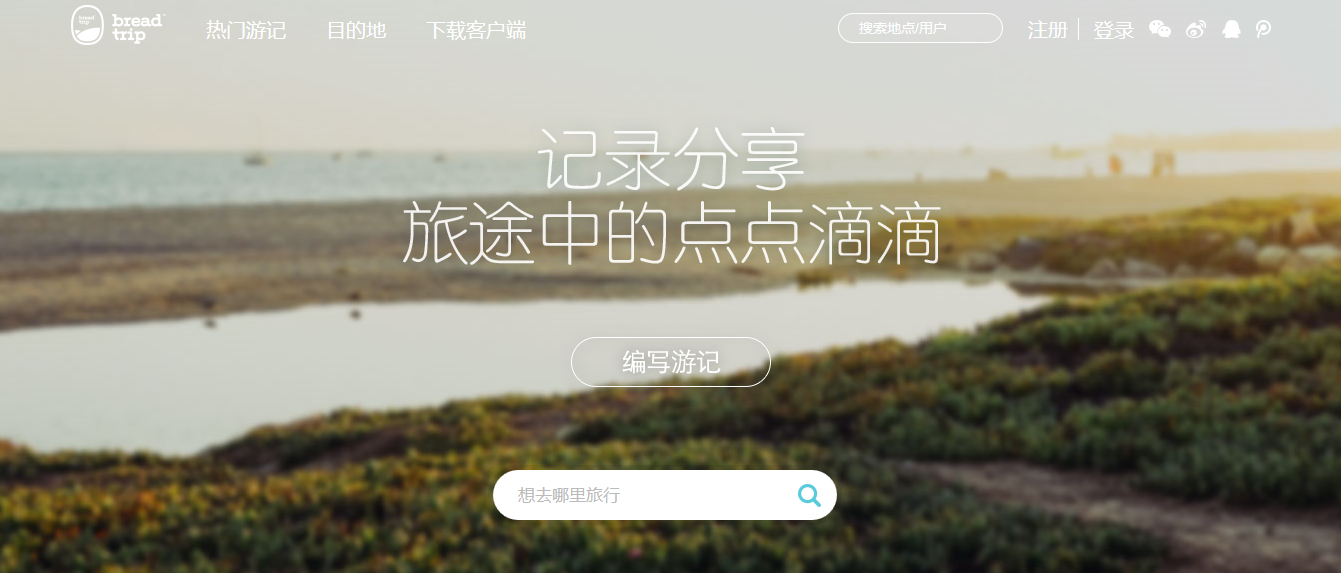 bread trip
热门游记
目的地
下载客户端
搜索地点/用户
注册
登录
记录分享
旅途中的点点滴滴
编写游记
想去哪里旅行